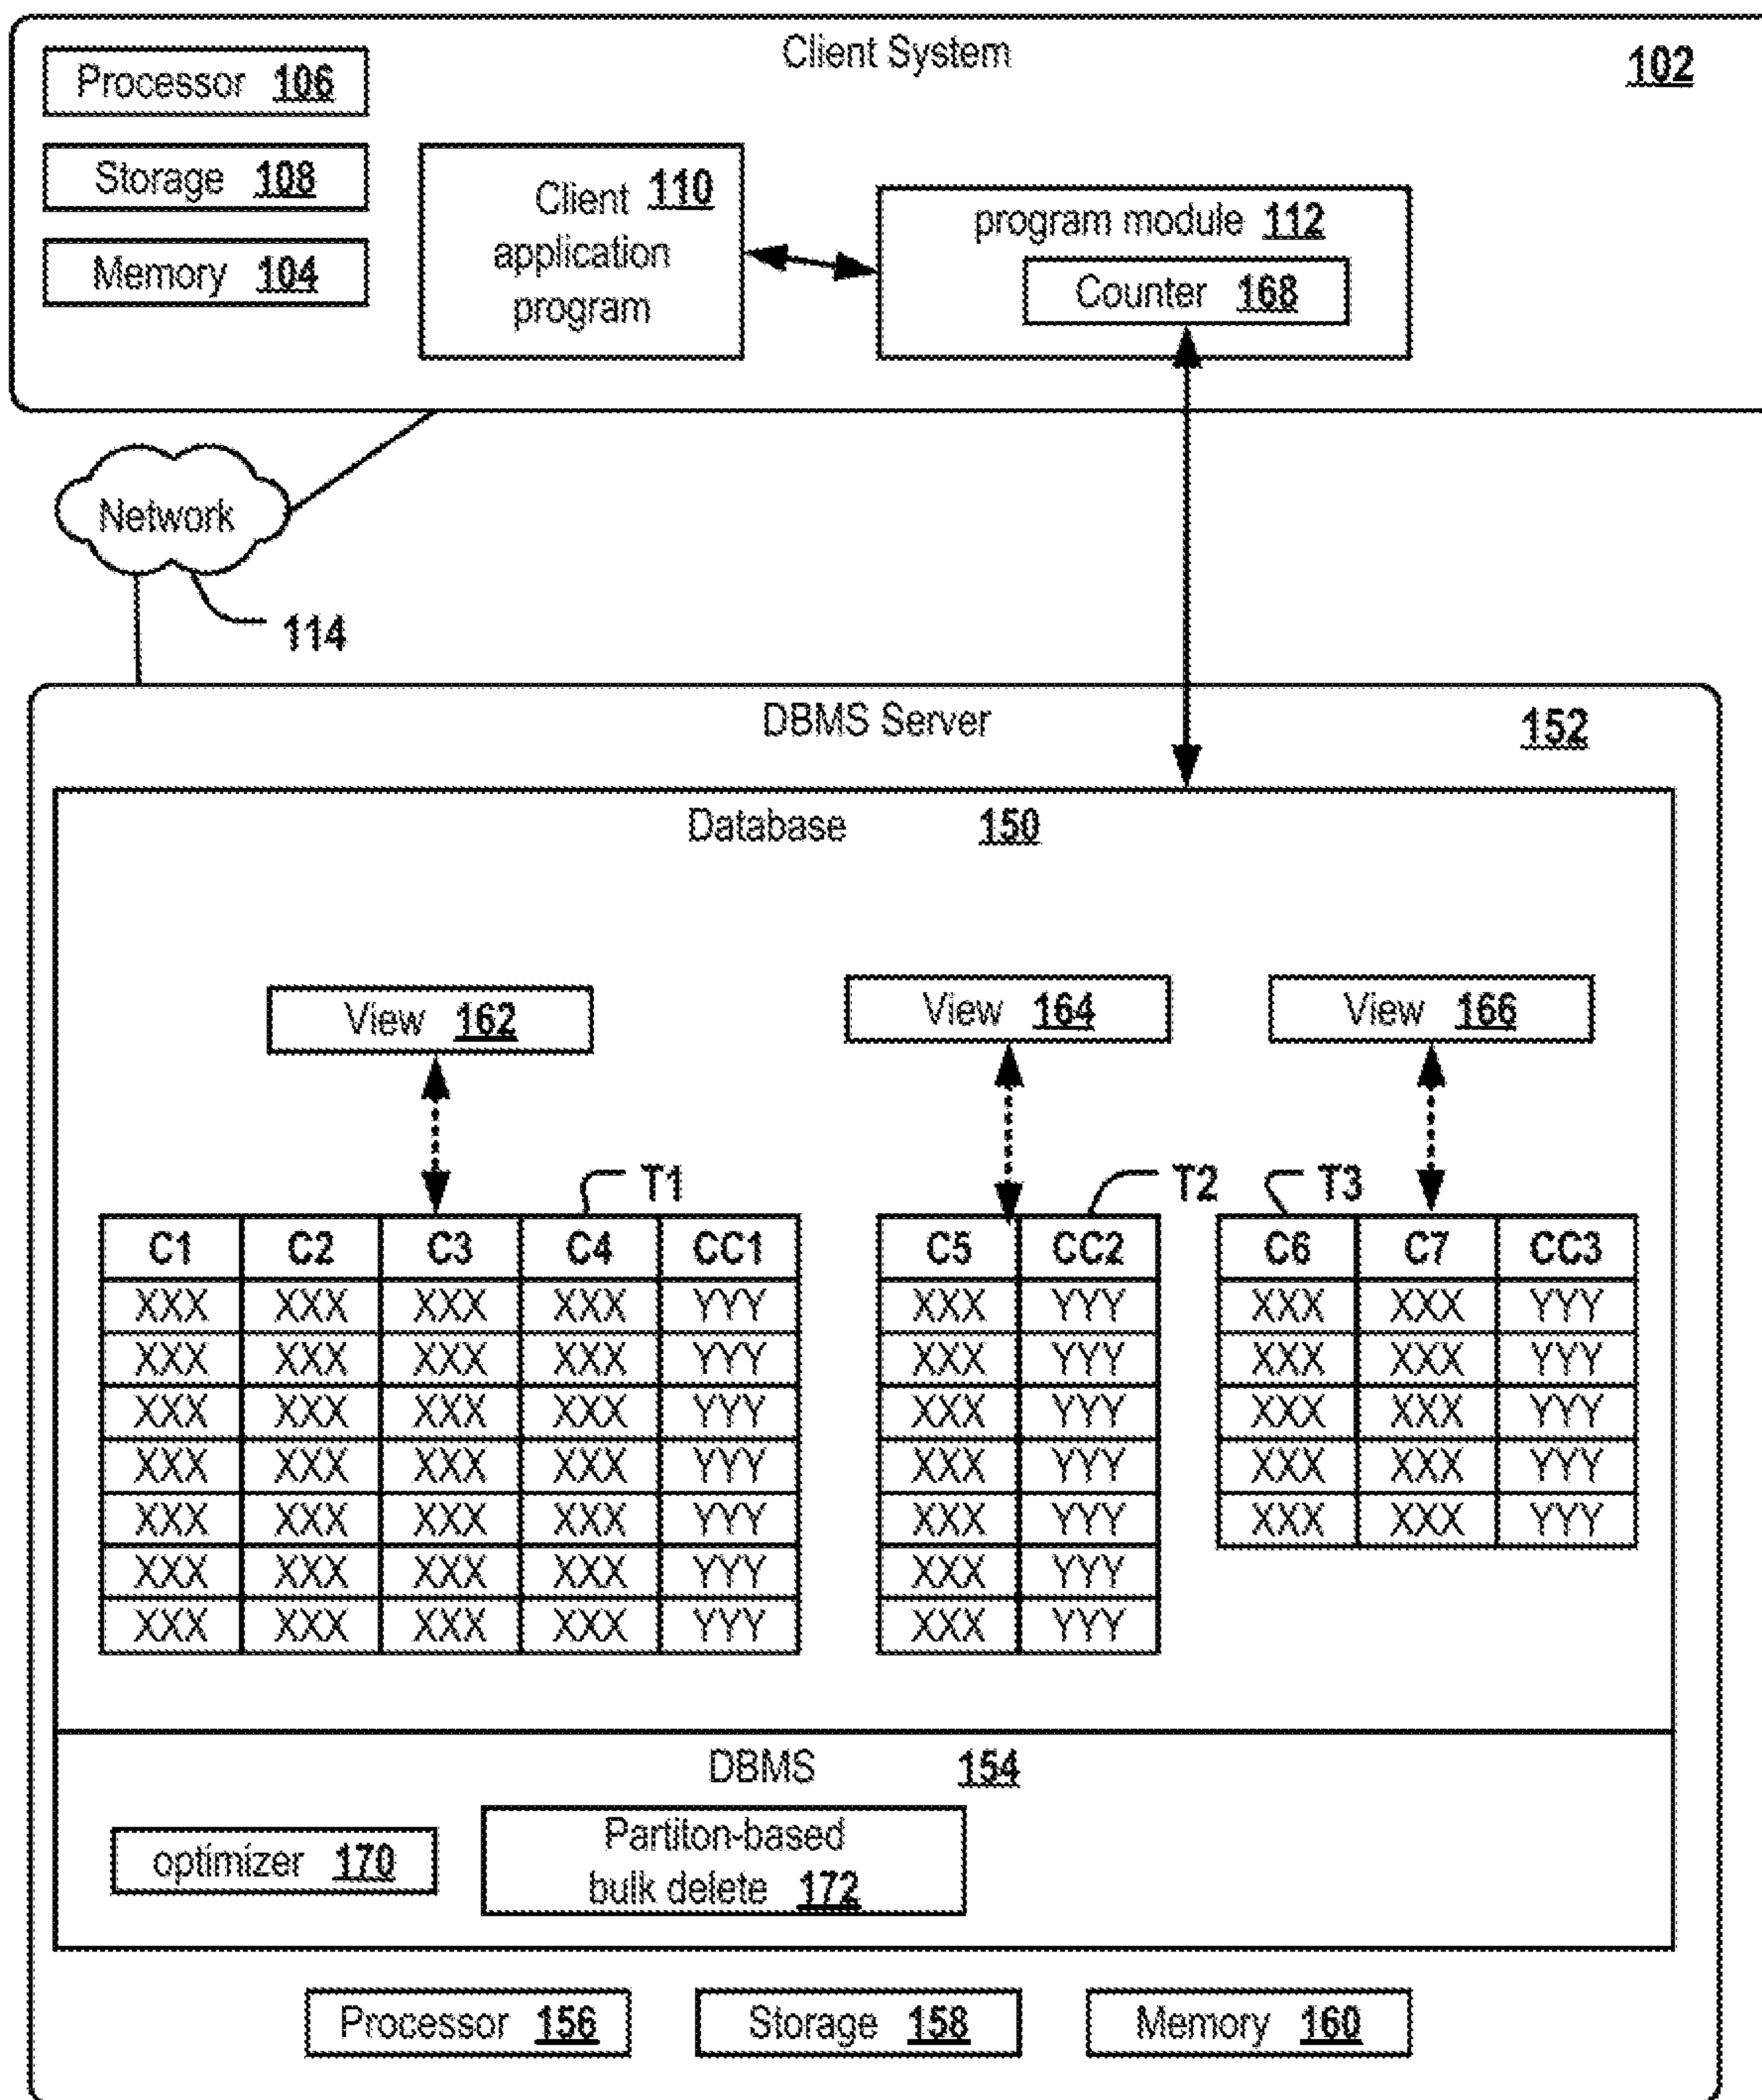 Client System 102
Processor 106
Storage 108
Memory 104
Client 110
application
program
program module 112
Counter 168
Network
114
DBMS Server 152
Database 150
View 162
View 164
View 166
T1
T2
T3
C1 C2 C3 C4 CC1
XXX XXX XXX XXX YYY
XXX XXX XXX XXX YYY
XXX XXX XXX XXX YYY
XXX XXX XXX XXX YYY
XXX XXX XXX XXX YYY
XXX XXX XXX XXX YYY
XXX XXX XXX XXX YYY
C5 CC2
XXX YYY
XXX YYY
XXX YYY
XXX YYY
XXX YYY
XXX YYY
XXX YYY
C6 C7 CC3
XXX XXX YYY
XXX XXX YYY
XXX XXX YYY
XXX XXX YYY
XXX XXX YYY
DBMS 154
optimizer 170
Partiton-based
bulk delete 172
Processor 156
Storage 158
Memory 160